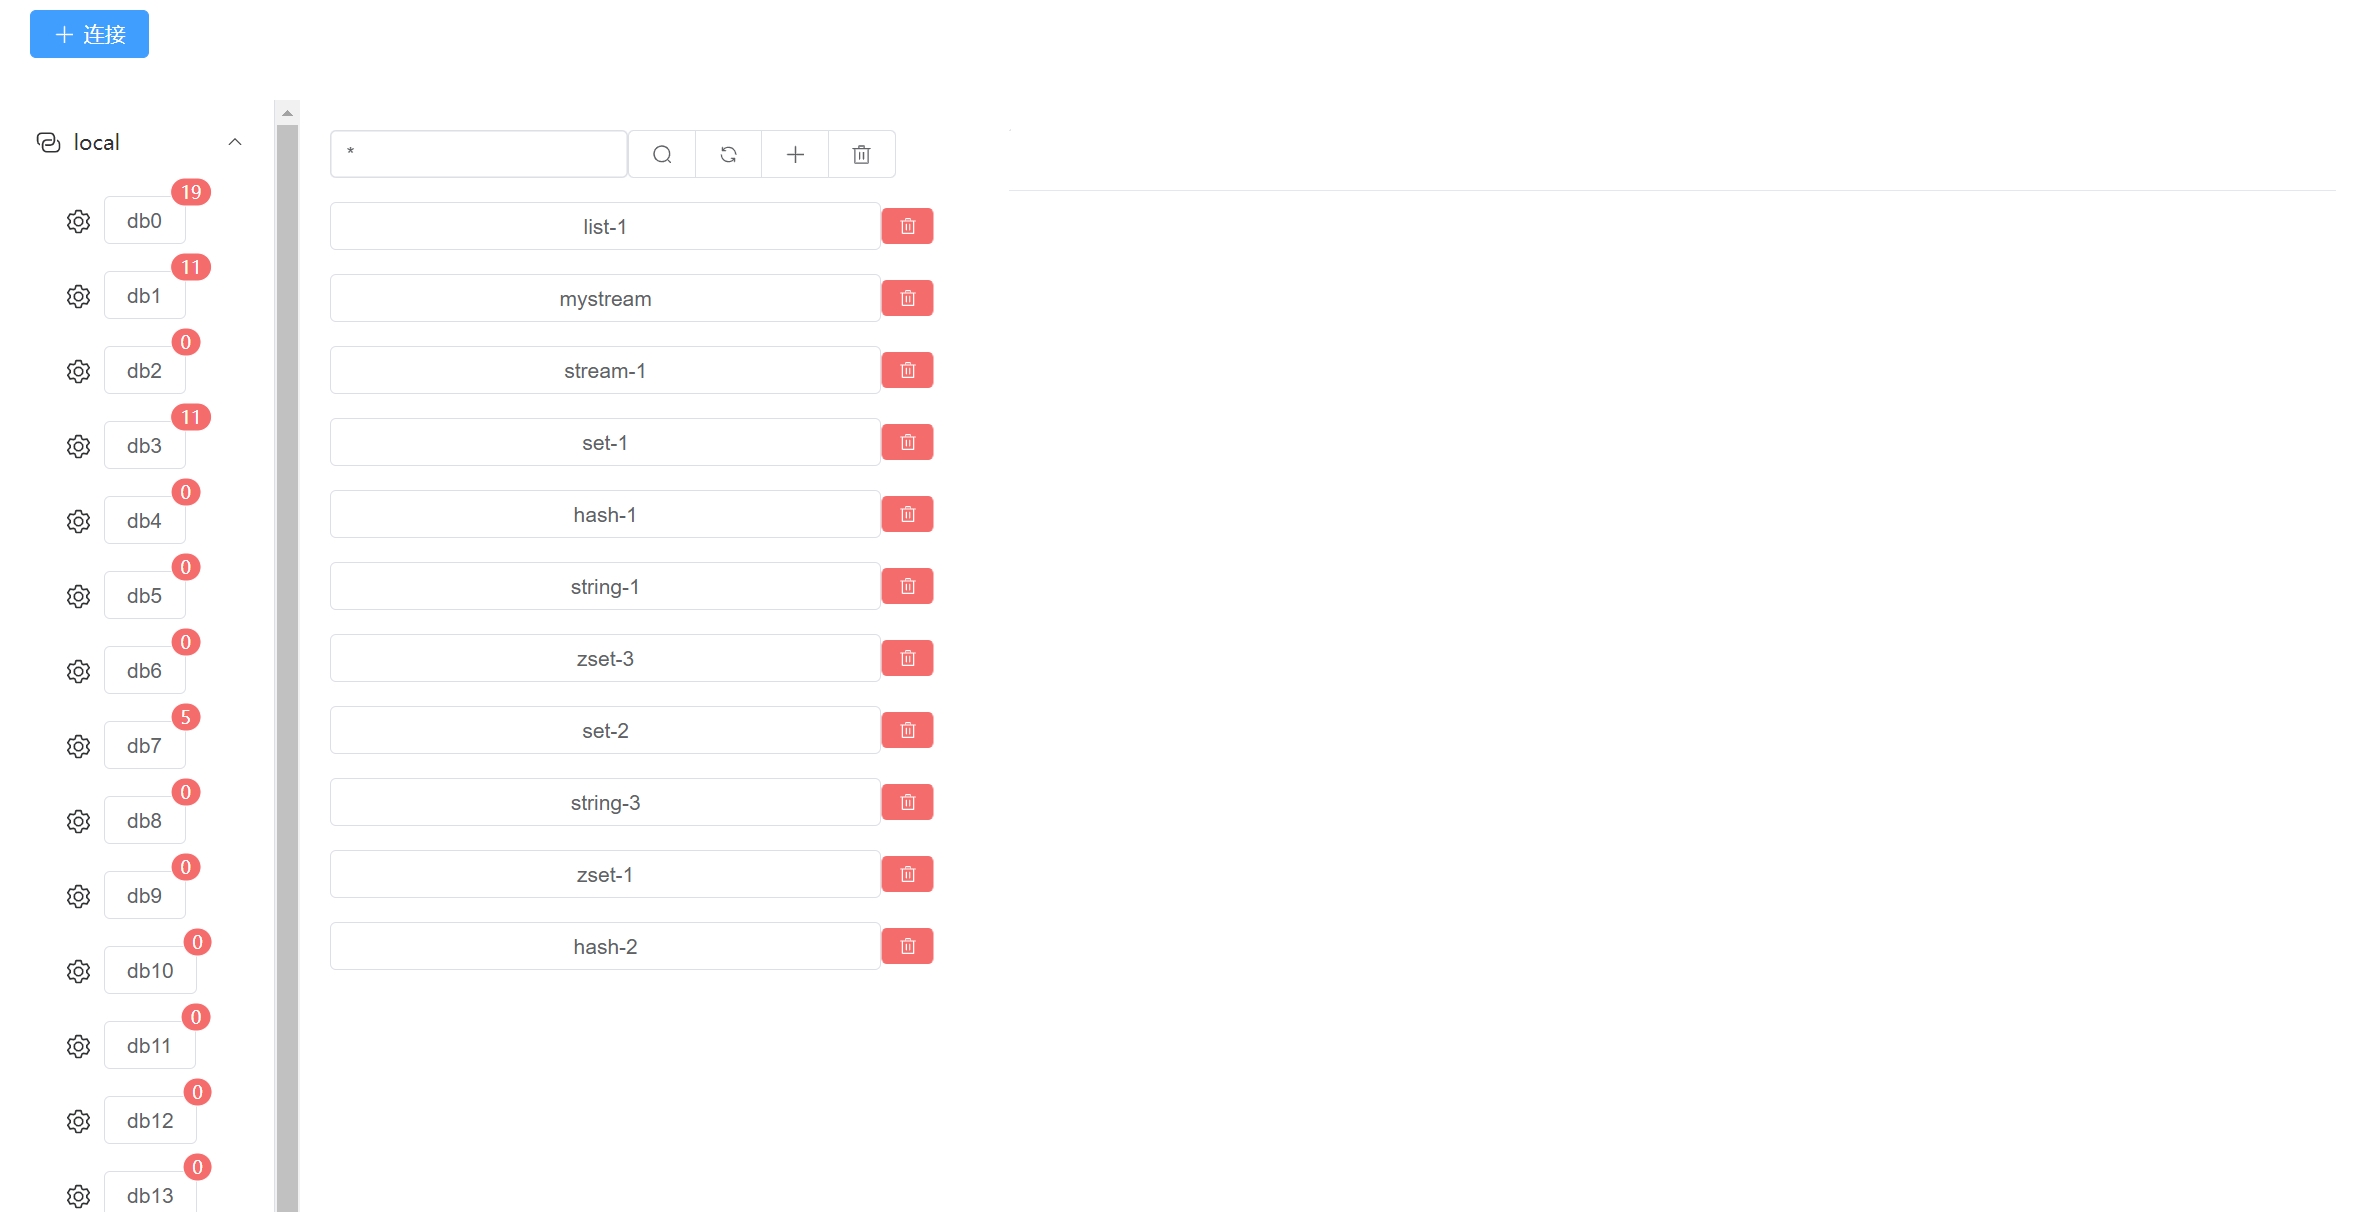 连接
local
19
db0
11
db1
0
db2
11
db3
0
db4
0
db5
0
db6
5
db7
0
db8
0
db9
0
db10
0
db11
0
db12
0
db13
*
list-1
mystream
stream-1
set-1
hash-1
string-1
zset-3
set-2
string-3
zset-1
hash-2